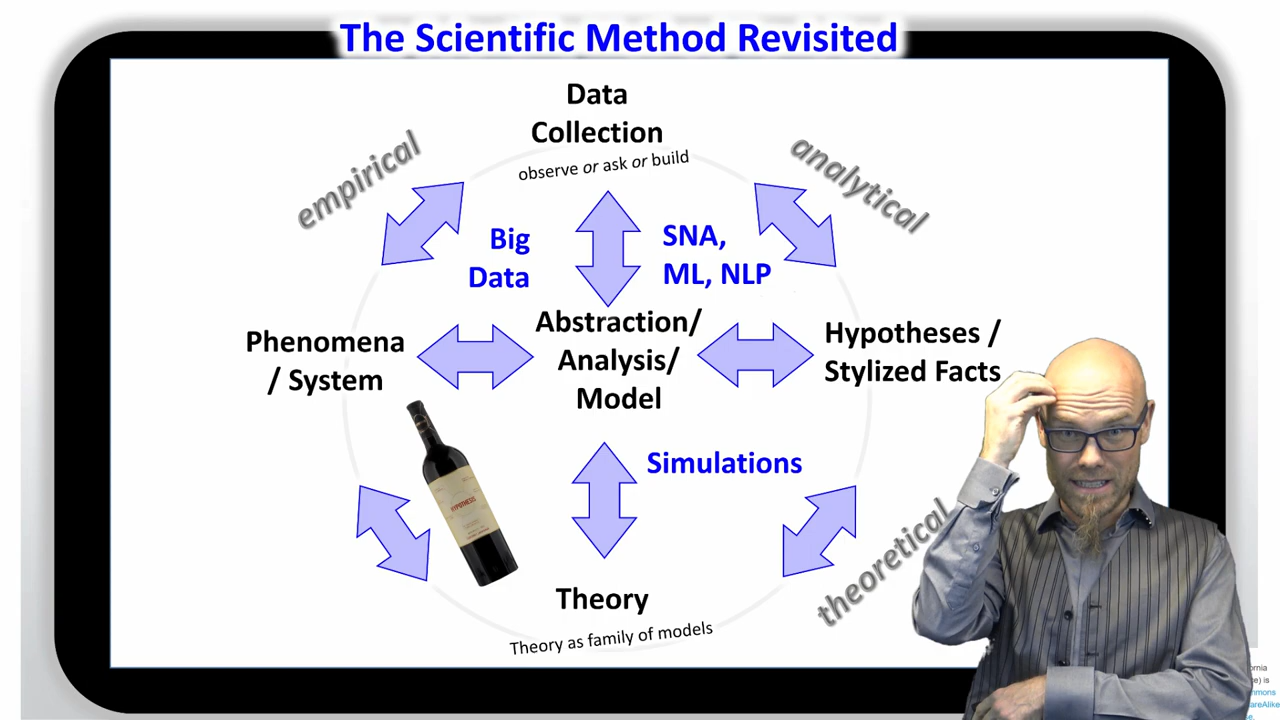 The Scientific Method Revisited
Data
Collection
observe or ask or build
empirical
analytical
Big
Data
SNA,
ML, NLP
Abstraction/
Analysis/
Model
Phenomena
/ System
Hypotheses /
Stylized Facts
HYPOTHESIS
Simulations
theoretical
Theory
Theory as family of models